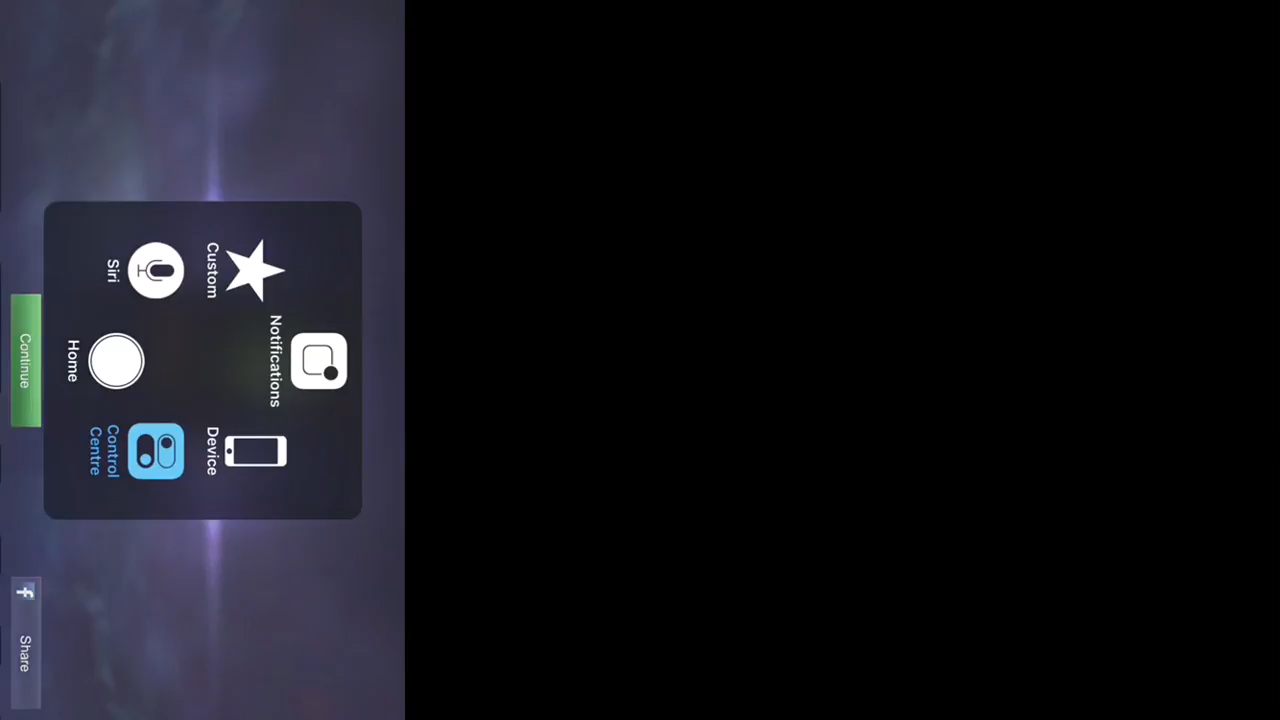 Notifications
Custom
Device
Siri
Control
Centre
Home
Continue
f Share